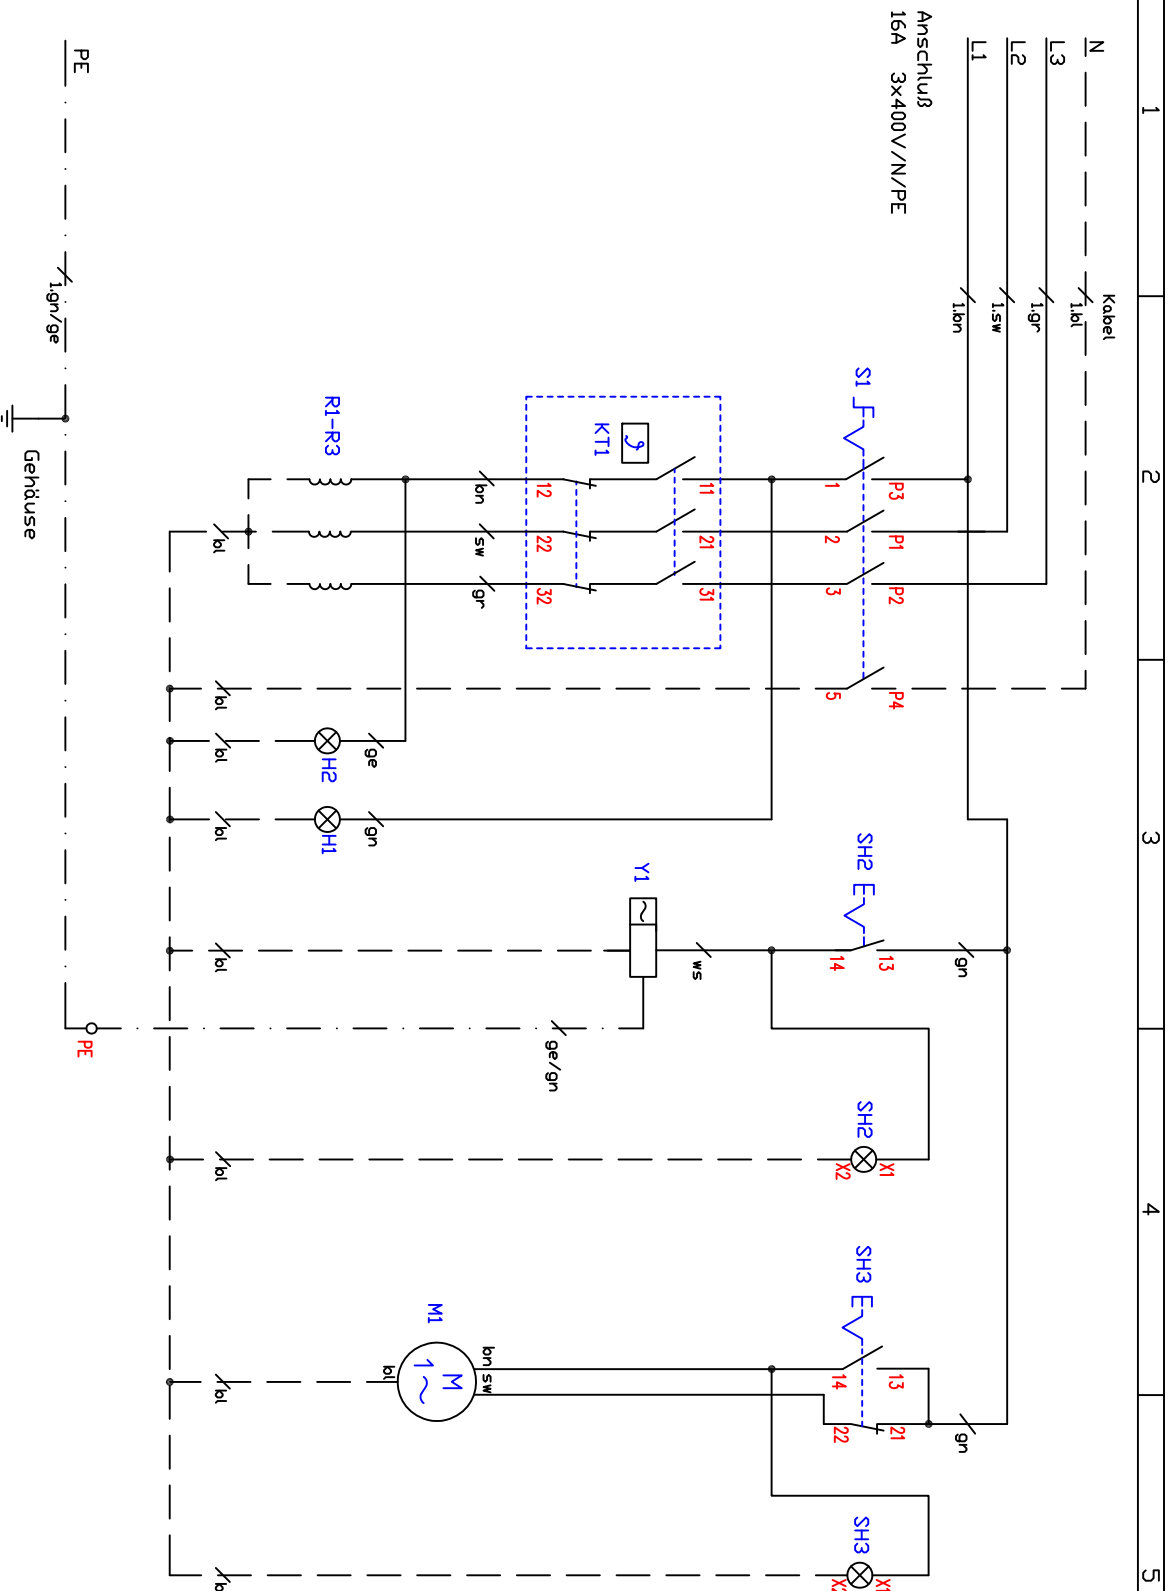 1
2
3
4
5
N
L3
L2
L1
Kabel
1.bl
1.gr
1.sw
1.bn
Anschluß
16A 3x400V/N/PE
S1
P3
P1
P2
P4
1
2
3
5
SH2
13
14
gn
SH2
X1
X2
SH3
13
14
21
22
gn
SH3
X1
11
21
31
KT1
12
22
32
bn
sw
gr
Y1
ws
ge/gn
R1-R3
H2
ge
H1
gn
M1
M
1 ~
bn
sw
bl
bl
bl
bl
bl
bl
bl
bl
PE
1.gn/ge
PE
Gehäuse